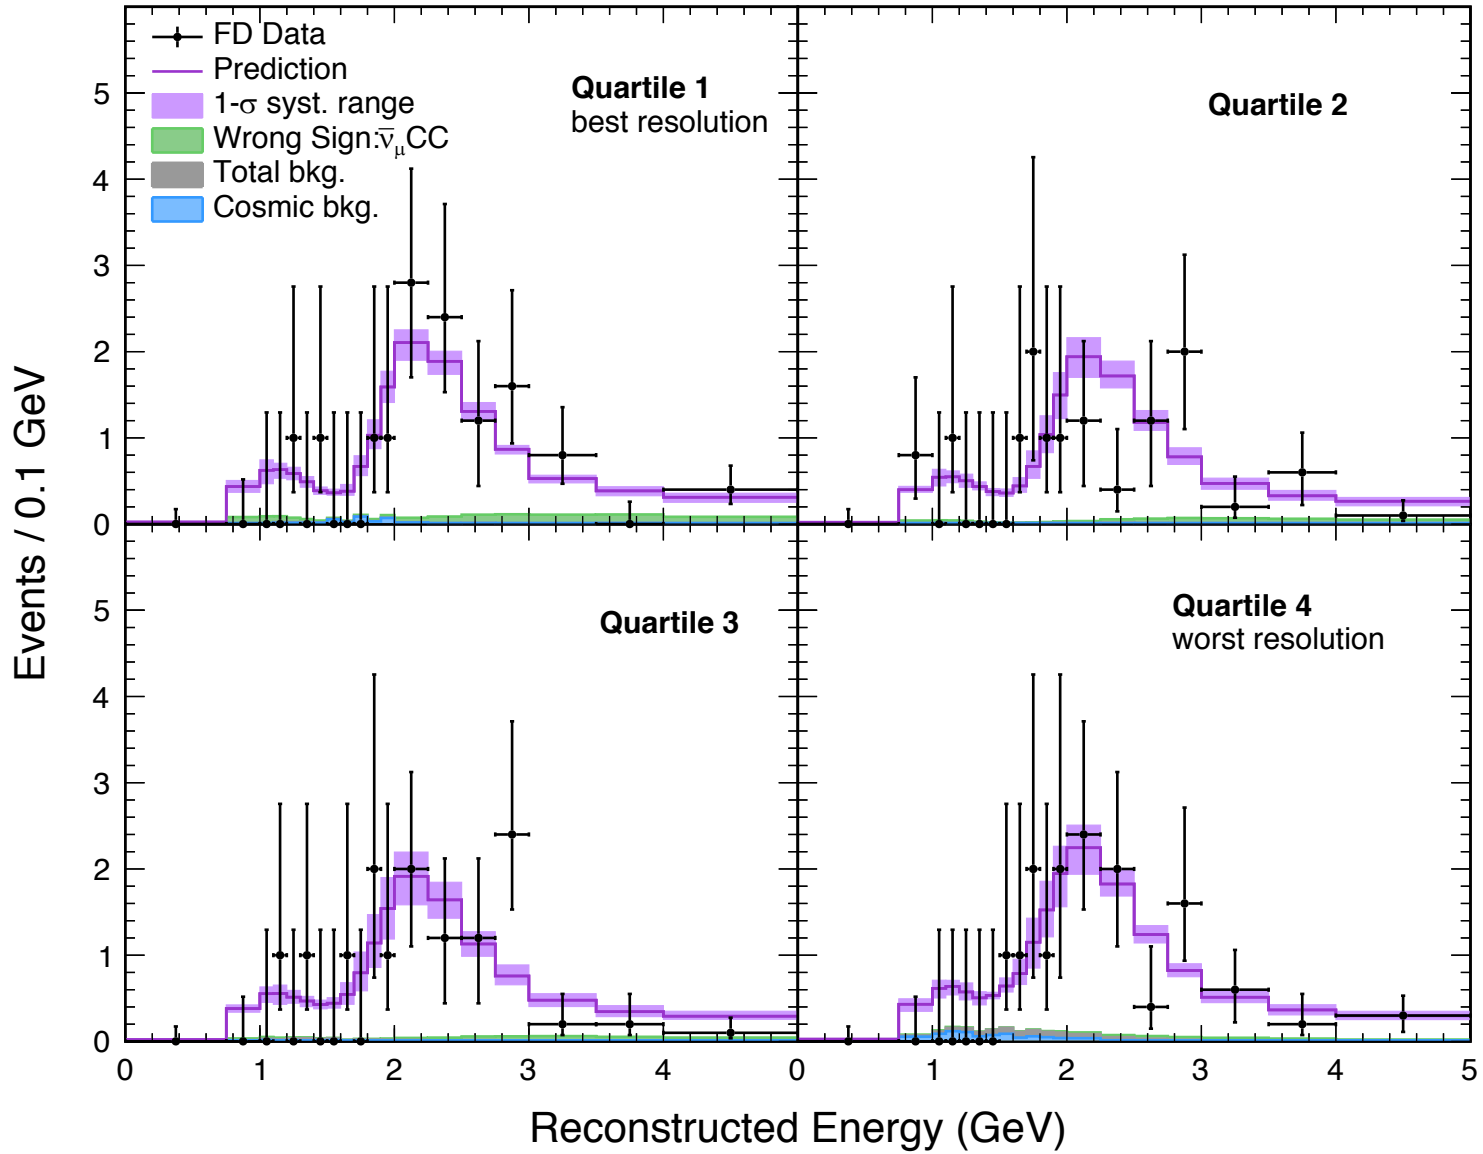 FD Data
Prediction
1-σ syst. range
Wrong Sign:ν̅μCC
Total bkg.
Cosmic bkg.
Quartile 1
best resolution
Quartile 2
Quartile 3
Quartile 4
worst resolution
Events / 0.1 GeV
5
4
3
2
1
0
5
4
3
2
1
0
0 1 2 3 4 0 1 2 3 4 5
Reconstructed Energy (GeV)